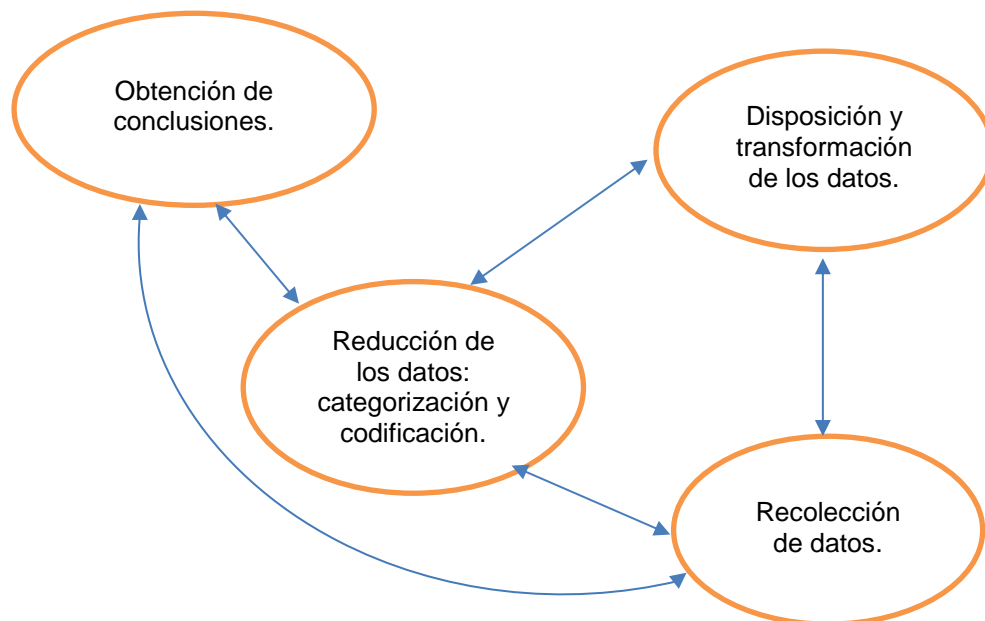 Obtención de
conclusiones.
Disposición y
transformación
de los datos.
Reducción de
los datos:
categorización y
codificación.
Recolección
de datos.